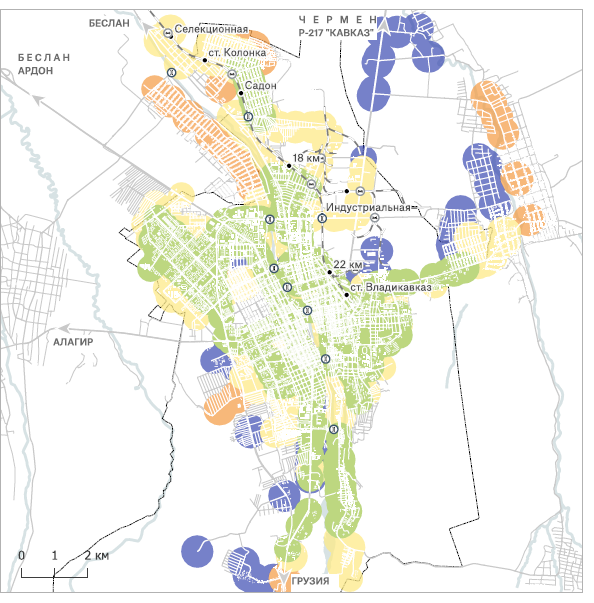 БЕСЛАН
ЧЕРМЕН
Р-217 "КАВКАЗ"
Селекционная
ст. Колонка
БЕСЛАН
АРДОН
Садон
18 км
Индустриальная
22 км
ст. Владикавказ
АЛАГИР
0 1 2 км
ГРУЗИЯ